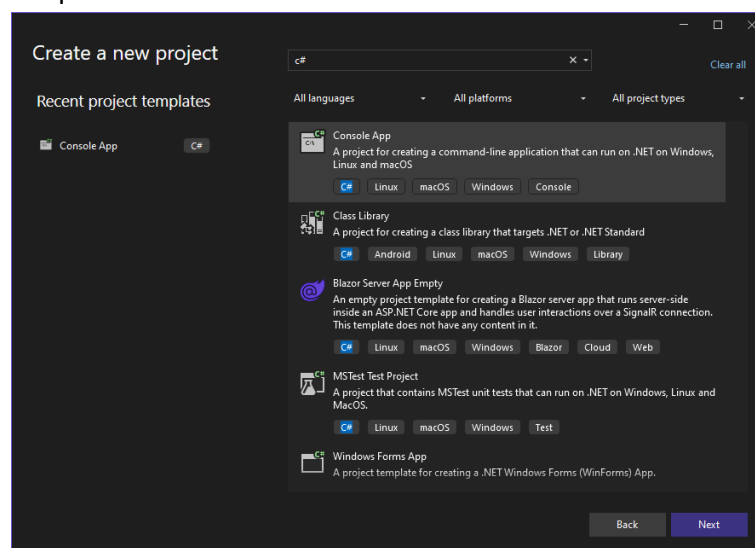 Create a new project
c#
Clear all
Recent project templates
All languages
All platforms
All project types
Console App
C#
Console App
A project for creating a command-line application that can run on .NET on Windows,
Linux and macOS
C# Linux macOS Windows Console
Class Library
A project for creating a class library that targets .NET or .NET Standard
C# Android Linux macOS Windows Library
Blazor Server App Empty
An empty project template for creating a Blazor server app that runs server-side
inside an ASP.NET Core app and handles user interactions over a SignalR connection.
This template does not have any content in it.
C# Linux macOS Windows Blazor Cloud Web
MSTest Test Project
A project that contains MSTest unit tests that can run on .NET on Windows, Linux and
MacOS.
C# Linux macOS Windows Test
Windows Forms App
A project template for creating a .NET Windows Forms (WinForms) App.
Back
Next